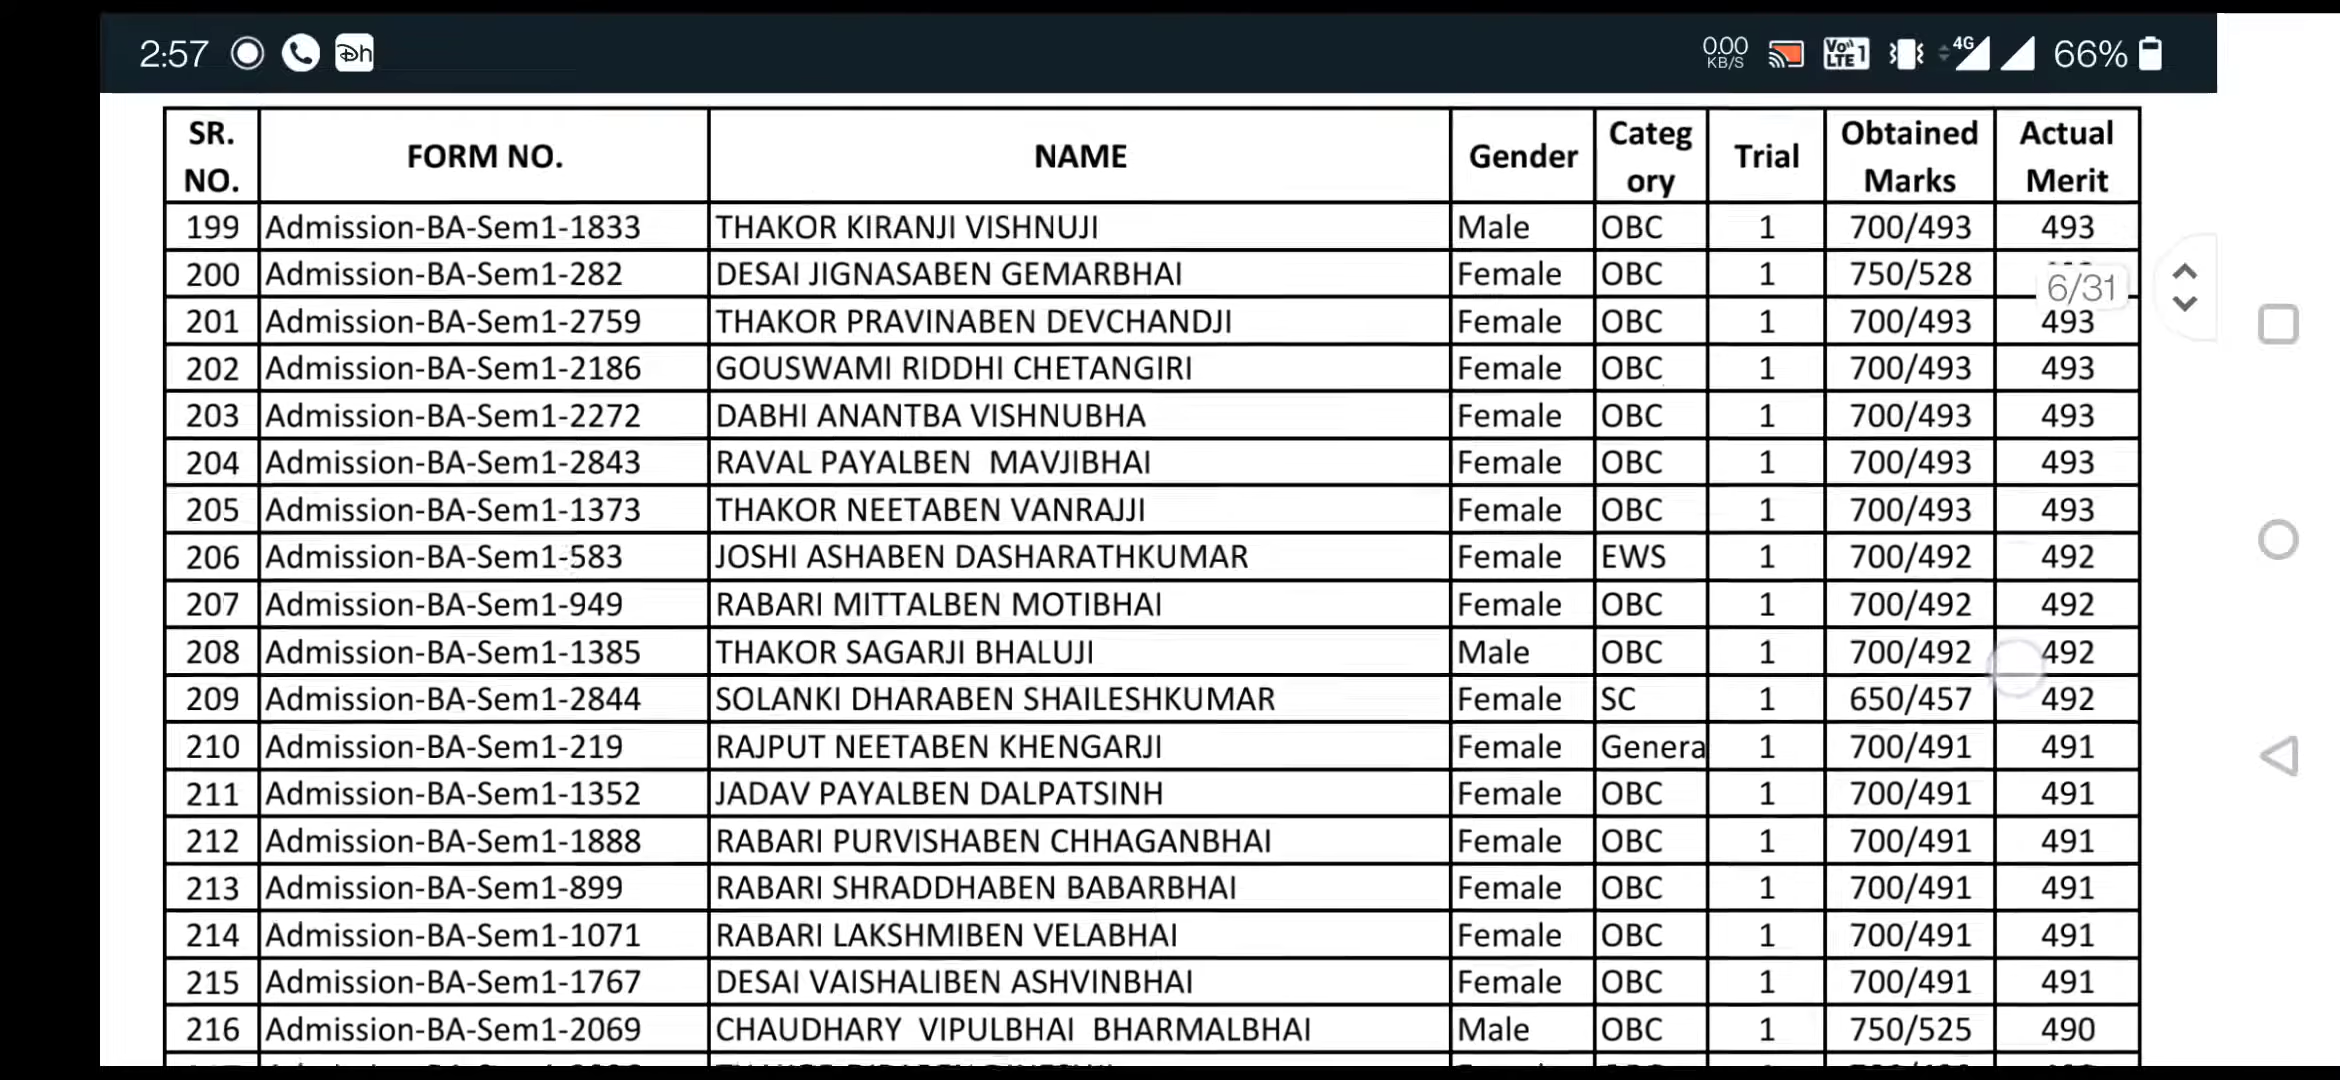 2:57 Dh 0.00 KB/S Vo)) LTE 1 4G 66%
SR. NO. FORM NO. NAME Gender Categ ory Trial Obtained Marks Actual Merit
199 Admission-BA-Sem1-1833 THAKOR KIRANJI VISHNUJI Male OBC 1 700/493 493
200 Admission-BA-Sem1-282 DESAI JIGNASABEN GEMARBHAI Female OBC 1 750/528
6/31
201 Admission-BA-Sem1-2759 THAKOR PRAVINABEN DEVCHANDJI Female OBC 1 700/493 493
202 Admission-BA-Sem1-2186 GOUSWAMI RIDDHI CHETANGIRI Female OBC 1 700/493 493
203 Admission-BA-Sem1-2272 DABHI ANANTBA VISHNUBHA Female OBC 1 700/493 493
204 Admission-BA-Sem1-2843 RAVAL PAYALBEN MAVJIBHAI Female OBC 1 700/493 493
205 Admission-BA-Sem1-1373 THAKOR NEETABEN VANRAJJI Female OBC 1 700/493 493
206 Admission-BA-Sem1-583 JOSHI ASHABEN DASHARATHKUMAR Female EWS 1 700/492 492
207 Admission-BA-Sem1-949 RABARI MITTALBEN MOTIBHAI Female OBC 1 700/492 492
208 Admission-BA-Sem1-1385 THAKOR SAGARJI BHALUJI Male OBC 1 700/492 492
209 Admission-BA-Sem1-2844 SOLANKI DHARABEN SHAILESHKUMAR Female SC 1 650/457 492
210 Admission-BA-Sem1-219 RAJPUT NEETABEN KHENGARJI Female Genera 1 700/491 491
211 Admission-BA-Sem1-1352 JADAV PAYALBEN DALPATSINH Female OBC 1 700/491 491
212 Admission-BA-Sem1-1888 RABARI PURVISHABEN CHHAGANBHAI Female OBC 1 700/491 491
213 Admission-BA-Sem1-899 RABARI SHRADDHABEN BABARBHAI Female OBC 1 700/491 491
214 Admission-BA-Sem1-1071 RABARI LAKSHMIBEN VELABHAI Female OBC 1 700/491 491
215 Admission-BA-Sem1-1767 DESAI VAISHALIBEN ASHVINBHAI Female OBC 1 700/491 491
216 Admission-BA-Sem1-2069 CHAUDHARY VIPULBHAI BHARMALBHAI Male OBC 1 750/525 490